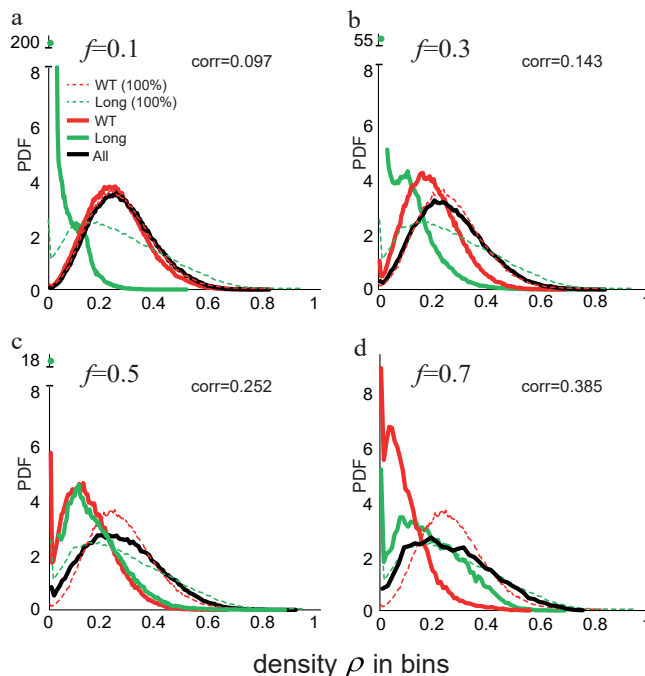 a
200
f=0.1
corr=0.097
8
6
4
2
0
PDF
WT (100%)
Long (100%)
WT
Long
All
0 0.2 0.4 0.6 0.8 1
b
55
f=0.3
corr=0.143
8
6
4
2
0
PDF
0 0.2 0.4 0.6 0.8 1
c
18
f=0.5
corr=0.252
8
6
4
2
0
PDF
0 0.2 0.4 0.6 0.8 1
d
f=0.7
corr=0.385
8
6
4
2
0
PDF
0 0.2 0.4 0.6 0.8 1
density ρ in bins